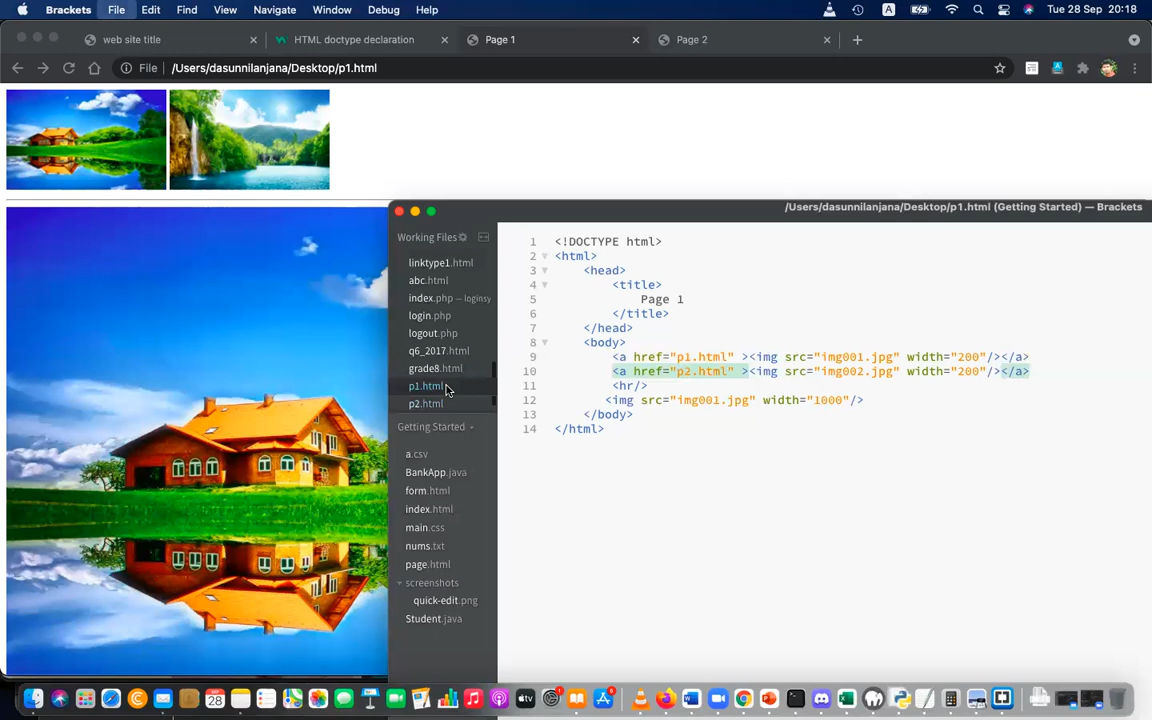 Brackets File Edit Find View Navigate Window Debug Help A Tue 28 Sep 20:18
web site title HTML doctype declaration Page 1 Page 2
File /Users/dasunnilanjana/Desktop/p1.html
/Users/dasunnilanjana/Desktop/p1.html (Getting Started) — Brackets
Working Files
linktype1.html
abc.html
index.php — loginsy
login.php
logout.php
q6_2017.html
grade8.html
p1.html
p2.html
Getting Started
a.csv
BankApp.java
form.html
index.html
main.css
nums.txt
page.html
screenshots
quick-edit.png
Student.java
1 <!DOCTYPE html>
2 <html>
3 <head>
4 <title>
5 Page 1
6 </title>
7 </head>
8 <body>
9 <a href="p1.html" ><img src="img001.jpg" width="200"/></a>
10 <a href="p2.html" ><img src="img002.jpg" width="200"/></a>
11 <hr/>
12 <img src="img001.jpg" width="1000"/>
13 </body>
14 </html>